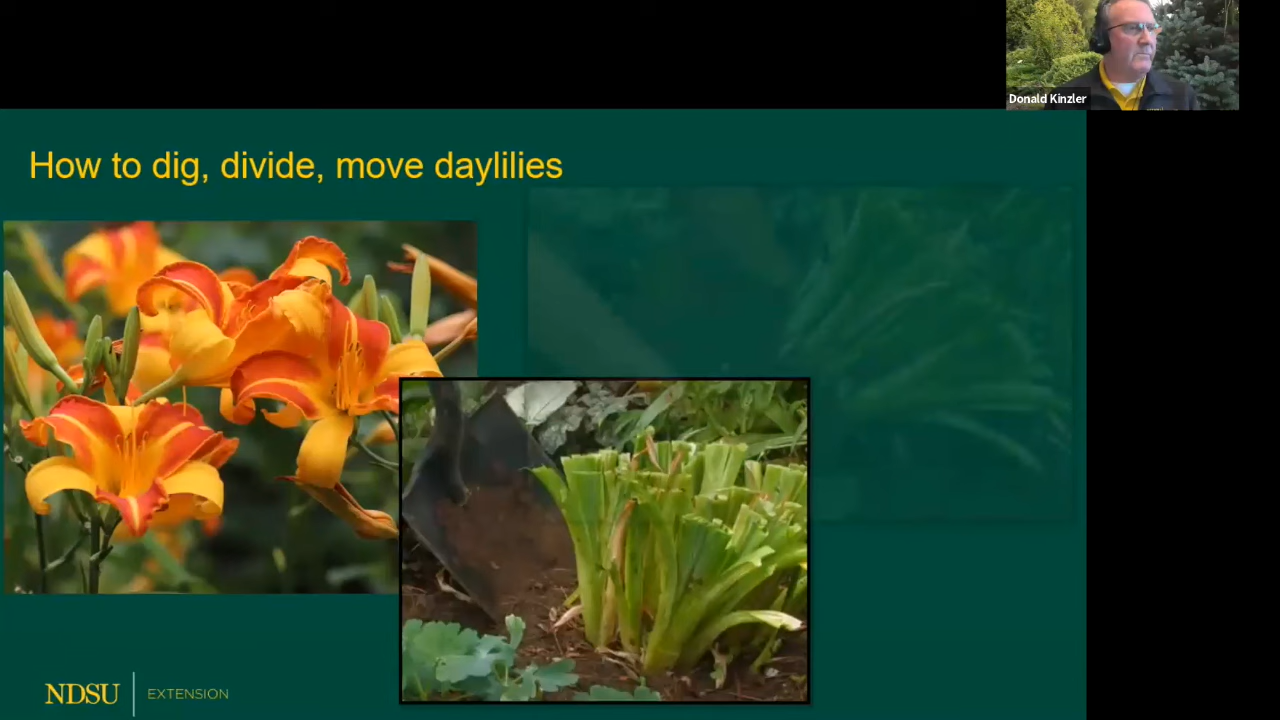 Donald Kinzler
How to dig, divide, move daylilies
NDSU EXTENSION